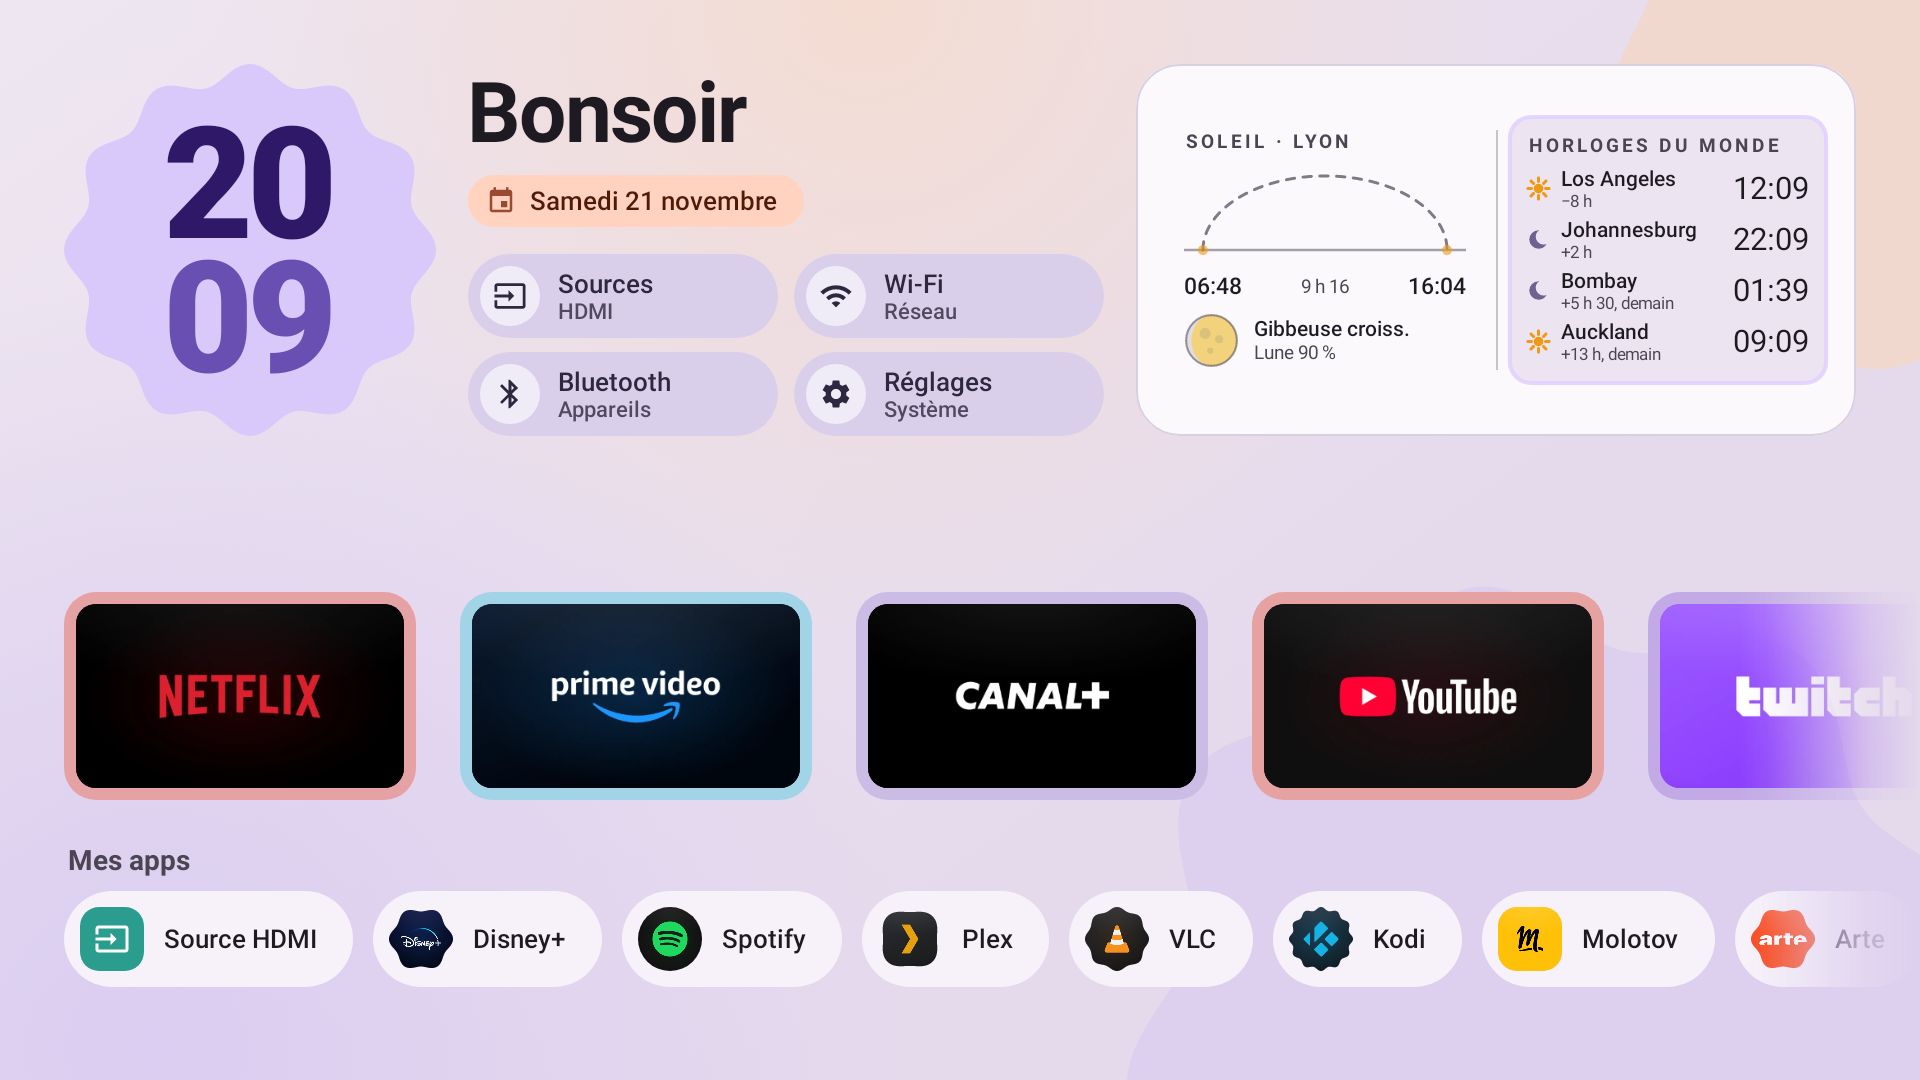 20
09
Bonsoir
Samedi 21 novembre
Sources
HDMI
Wi-Fi
Réseau
Bluetooth
Appareils
Réglages
Système
SOLEIL · LYON
06:48
9 h 16
16:04
Gibbeuse croiss.
Lune 90 %
HORLOGES DU MONDE
Los Angeles
−8 h
12:09
Johannesburg
+2 h
22:09
Bombay
+5 h 30, demain
01:39
Auckland
+13 h, demain
09:09
NETFLIX
prime video
CANAL+
YouTube
twitch
Mes apps
Source HDMI
Disney+
Disney+
Spotify
Plex
VLC
Kodi
M.
Molotov
arte
Arte